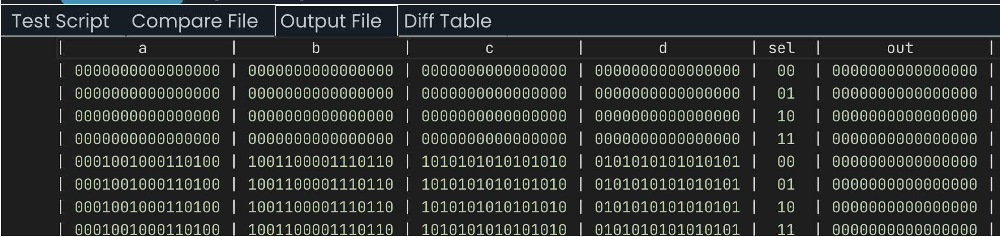 Test Script Compare File Output File Diff Table
| a | b | c | d | sel | out |
| 0000000000000000 | 0000000000000000 | 0000000000000000 | 0000000000000000 | 00 | 0000000000000000 |
| 0000000000000000 | 0000000000000000 | 0000000000000000 | 0000000000000000 | 01 | 0000000000000000 |
| 0000000000000000 | 0000000000000000 | 0000000000000000 | 0000000000000000 | 10 | 0000000000000000 |
| 0000000000000000 | 0000000000000000 | 0000000000000000 | 0000000000000000 | 11 | 0000000000000000 |
| 0001001000110100 | 1001100001110110 | 1010101010101010 | 0101010101010101 | 00 | 0000000000000000 |
| 0001001000110100 | 1001100001110110 | 1010101010101010 | 0101010101010101 | 01 | 0000000000000000 |
| 0001001000110100 | 1001100001110110 | 1010101010101010 | 0101010101010101 | 10 | 0000000000000000 |
| 0001001000110100 | 1001100001110110 | 1010101010101010 | 0101010101010101 | 11 | 0000000000000000 |